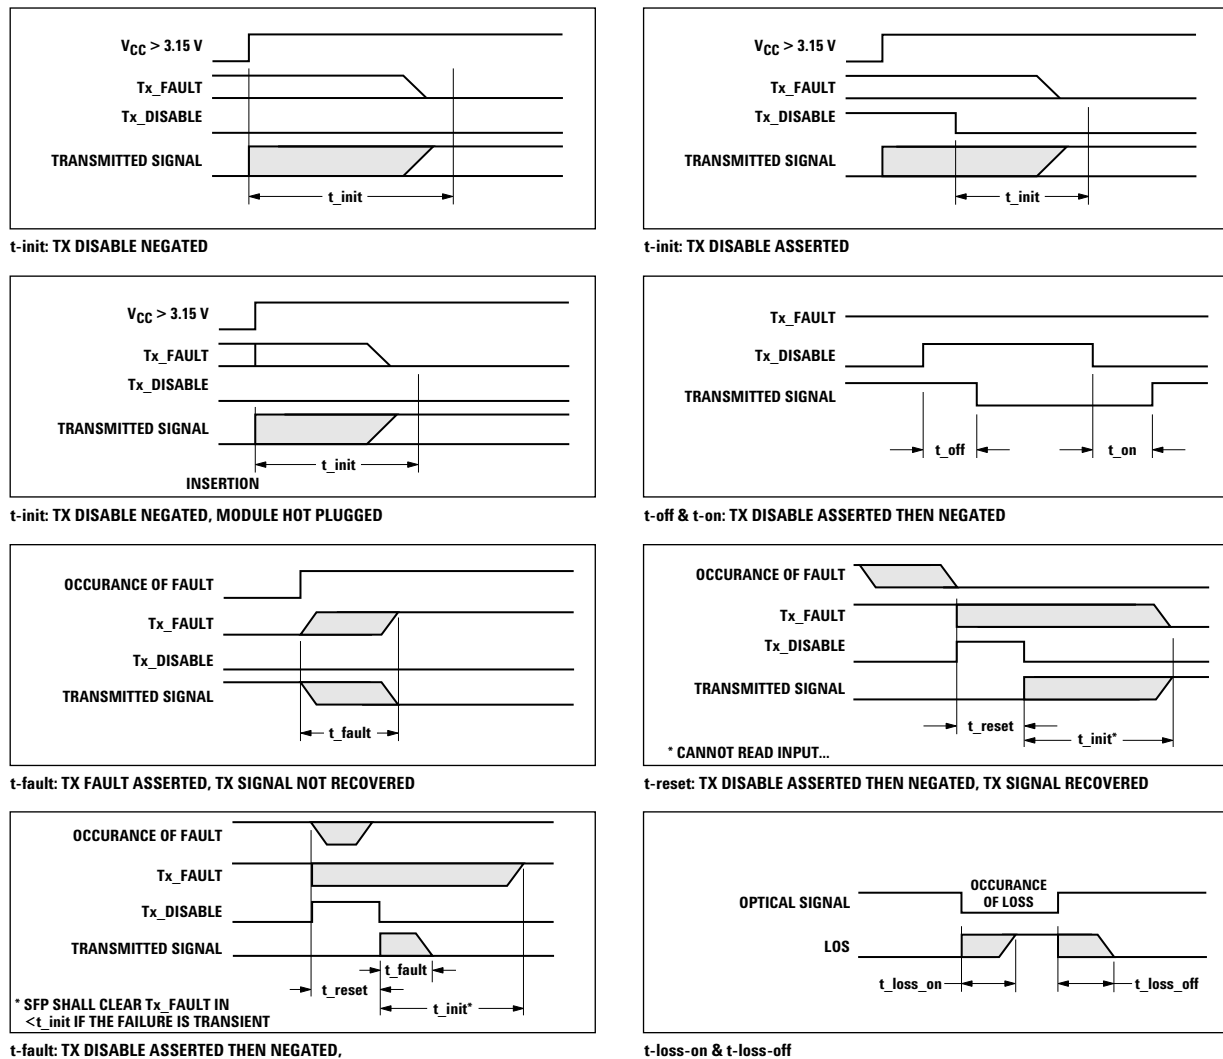 VCC > 3.15 V
Tx_FAULT
Tx_DISABLE
TRANSMITTED SIGNAL
t_init
t-init: TX DISABLE NEGATED
VCC > 3.15 V
Tx_FAULT
Tx_DISABLE
TRANSMITTED SIGNAL
t_init
t-init: TX DISABLE ASSERTED
VCC > 3.15 V
Tx_FAULT
Tx_DISABLE
TRANSMITTED SIGNAL
t_init
INSERTION
t-init: TX DISABLE NEGATED, MODULE HOT PLUGGED
Tx_FAULT
Tx_DISABLE
TRANSMITTED SIGNAL
t_off
t_on
t-off & t-on: TX DISABLE ASSERTED THEN NEGATED
OCCURANCE OF FAULT
Tx_FAULT
Tx_DISABLE
TRANSMITTED SIGNAL
t_fault
t-fault: TX FAULT ASSERTED, TX SIGNAL NOT RECOVERED
OCCURANCE OF FAULT
Tx_FAULT
Tx_DISABLE
TRANSMITTED SIGNAL
t_reset
t_init*
* CANNOT READ INPUT...
t-reset: TX DISABLE ASSERTED THEN NEGATED, TX SIGNAL RECOVERED
OCCURANCE OF FAULT
Tx_FAULT
Tx_DISABLE
TRANSMITTED SIGNAL
t_fault
t_reset
t_init*
* SFP SHALL CLEAR Tx_FAULT IN
<t_init IF THE FAILURE IS TRANSIENT
t-fault: TX DISABLE ASSERTED THEN NEGATED,
OPTICAL SIGNAL
OCCURANCE
OF LOSS
LOS
t_loss_on
t_loss_off
t-loss-on & t-loss-off